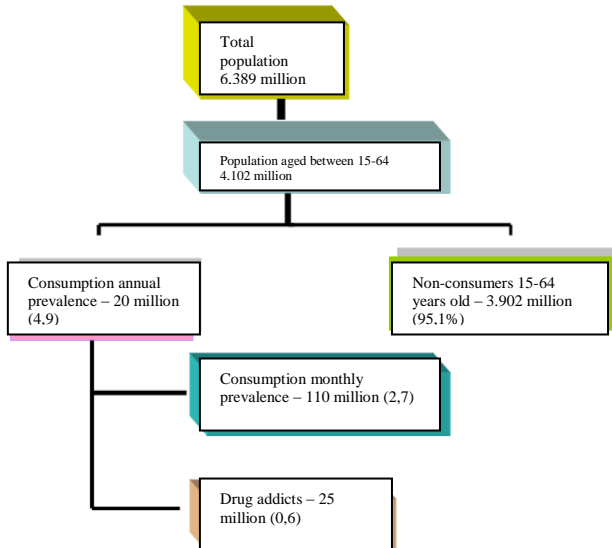 Total
population
6.389 million
Population aged between 15-64
4.102 million
Consumption annual
prevalence – 20 million
(4,9)
Non-consumers 15-64
years old – 3.902 million
(95,1%)
Consumption monthly
prevalence – 110 million (2,7)
Drug addicts – 25
million (0,6)